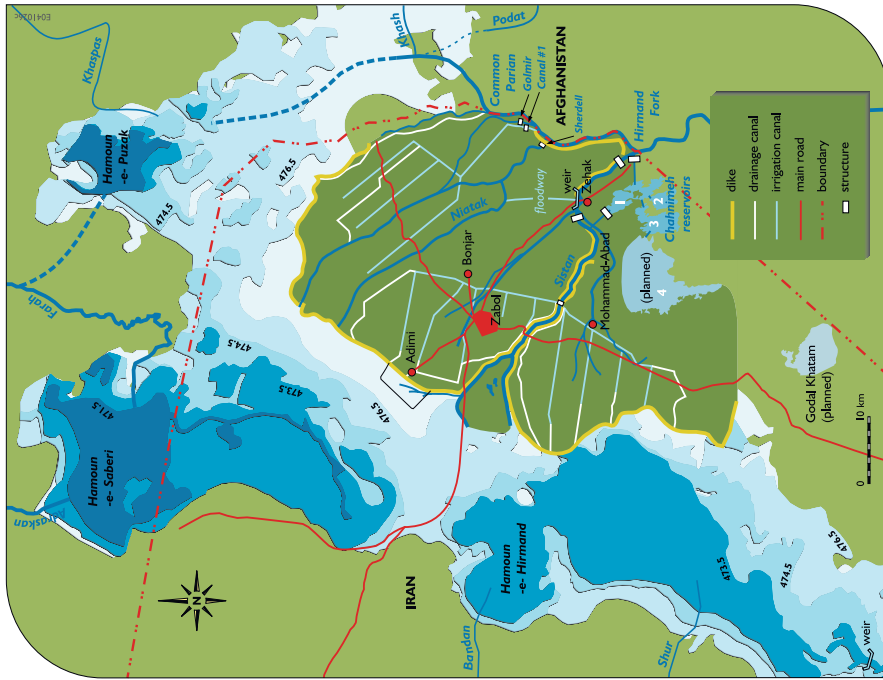 E041026c
Khaspas
Khash
Podat
Hamoun
-e- Puzak
474.5
476.5
Common
Parian
Golmir
Canal #1
AFGHANISTAN
Sherdell
Hirmand
Fork
Farah
Niatak
floodway
weir
Zehak
1
2
3
Chahnimeh
reservoirs
4
(planned)
Bonjar
Sistan
Mohammad-Abad
Zabol
Adimi
474.5
473.5
476.5
471.5
Hamoun
-e- Saberi
N
IRAN
Hamoun
-e- Hirmand
Bandan
Shur
473.5
474.5
476.5
weir
Godal Khatam
(planned)
0
10 km
dike
drainage canal
irrigation canal
main road
boundary
structure